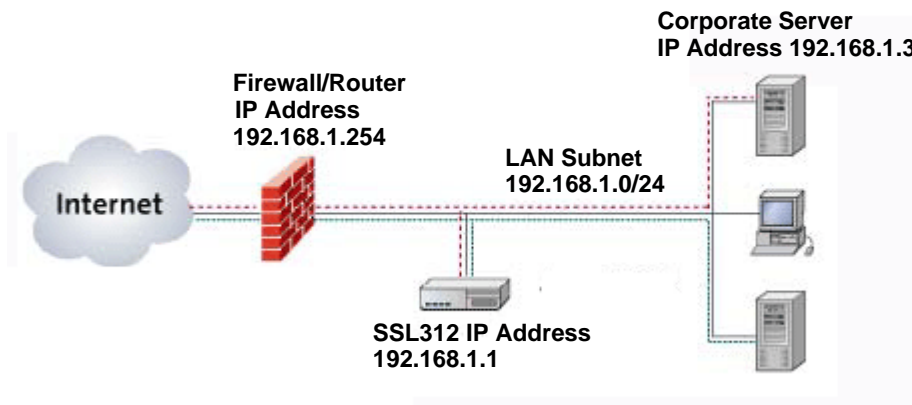 Corporate Server
IP Address 192.168.1.3
Firewall/Router
IP Address
192.168.1.254
LAN Subnet
192.168.1.0/24
Internet
SSL312 IP Address
192.168.1.1